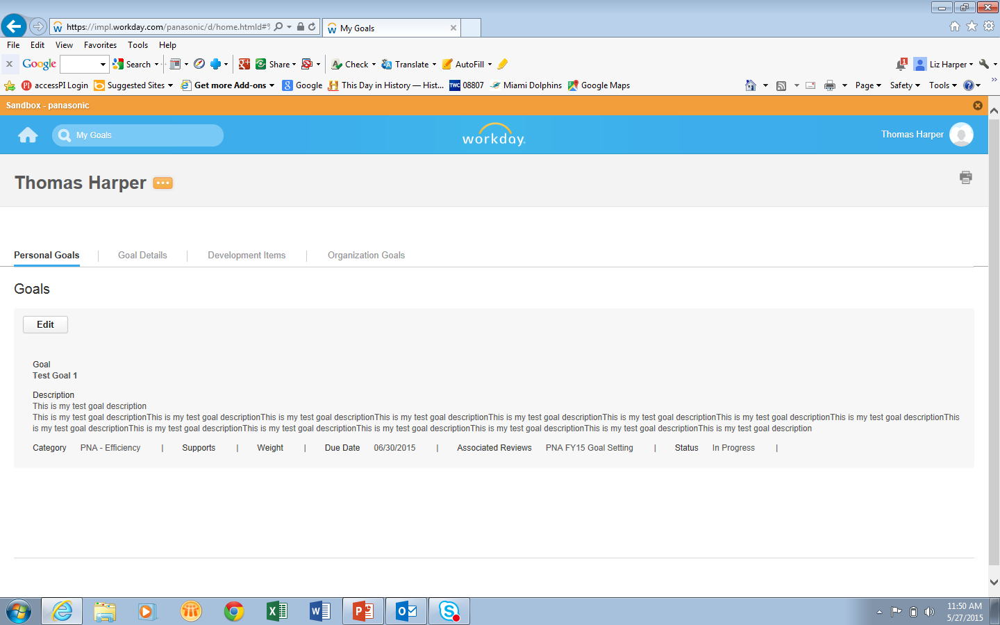 https://impl.workday.com/panasonic/d/home.htmld#
My Goals
File Edit View Favorites Tools Help
x Google Search Share Check Translate AutoFill 1 Liz Harper
accessPI Login Suggested Sites Get more Add-ons Google This Day in History — Hist... TWC 08807 Miami Dolphins Google Maps Page Safety Tools
Sandbox - panasonic
My Goals workday. Thomas Harper
Thomas Harper
Personal Goals | Goal Details | Development Items | Organization Goals
Goals
Edit
Goal
Test Goal 1
Description
This is my test goal description
This is my test goal descriptionThis is my test goal descriptionThis is my test goal descriptionThis is my test goal descriptionThis is my test goal descriptionThis is my test goal descriptionThis is my test goal descriptionThis is my test goal descriptionThis
is my test goal descriptionThis is my test goal descriptionThis is my test goal descriptionThis is my test goal descriptionThis is my test goal descriptionThis is my test goal descriptionThis is my test goal description
Category PNA - Efficiency | Supports | Weight | Due Date 06/30/2015 | Associated Reviews PNA FY15 Goal Setting | Status In Progress |
11:50 AM
5/27/2015